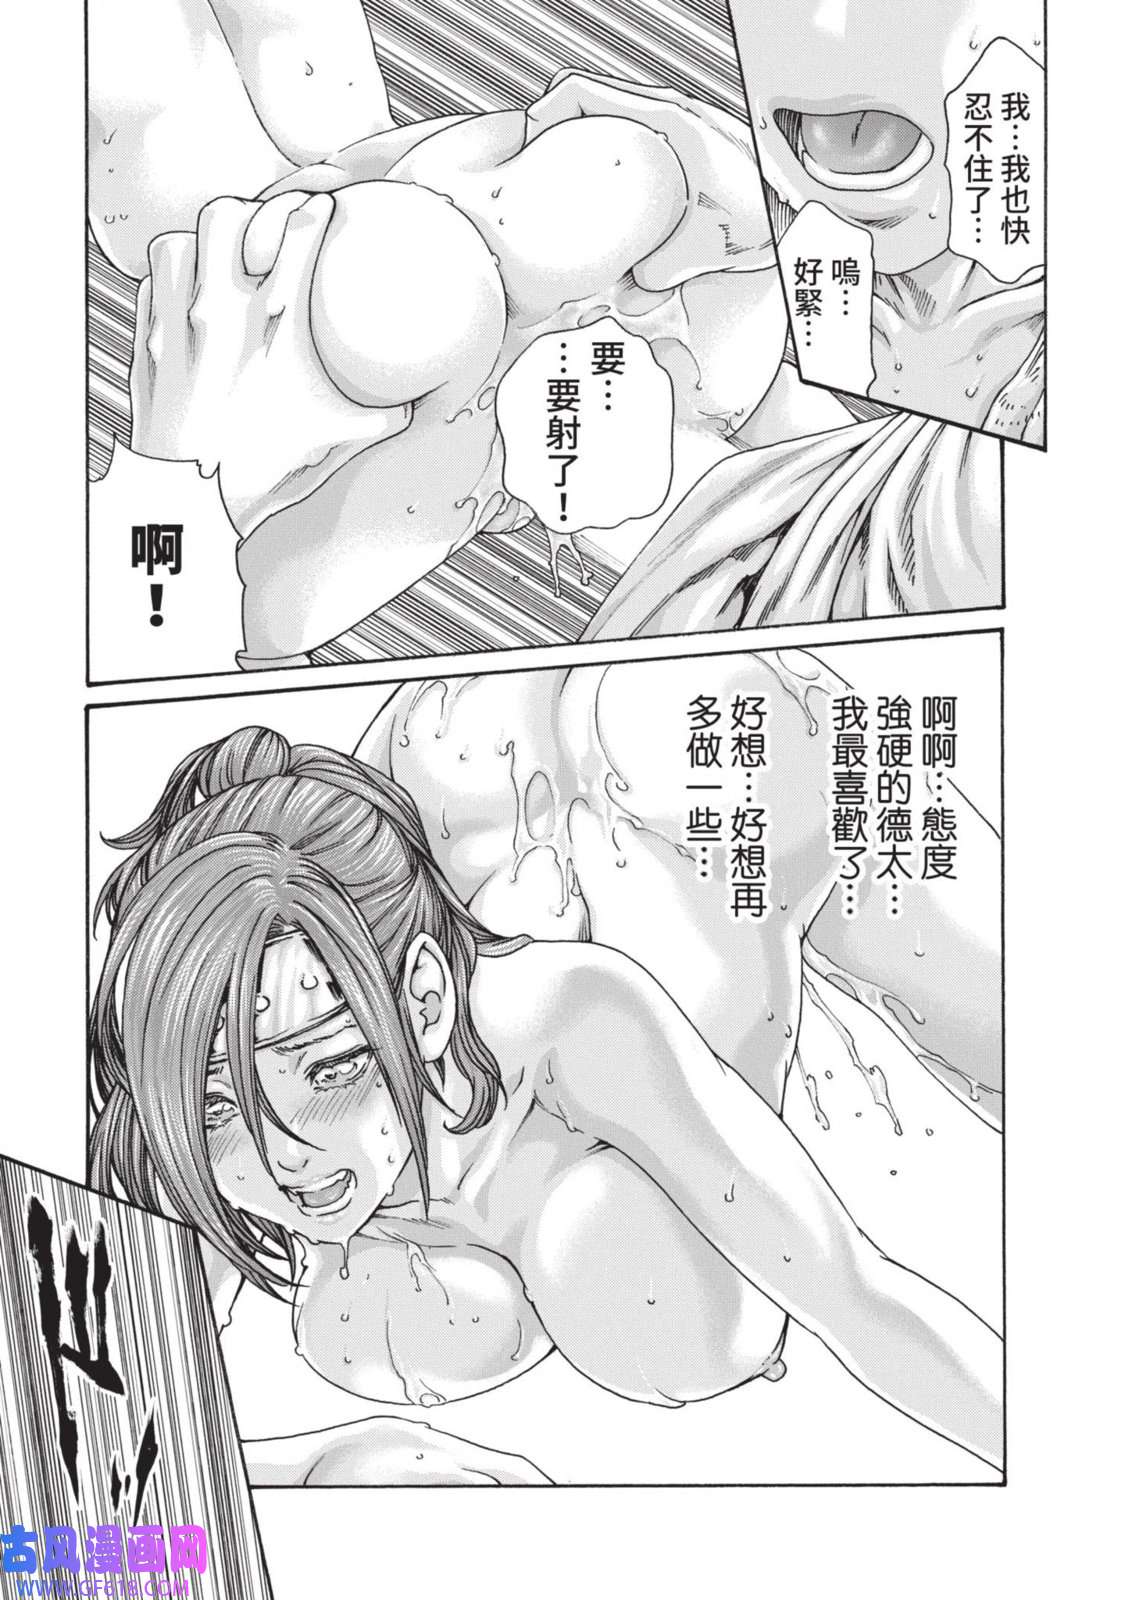 我…我也快
忍不住了…
嗚…
好緊…
要…
…要射了！
啊！
啊啊…態度
強硬的德太…
我最喜歡了…
好想…好想再
多做一些…
古风漫画网
WWW.GF618.COM